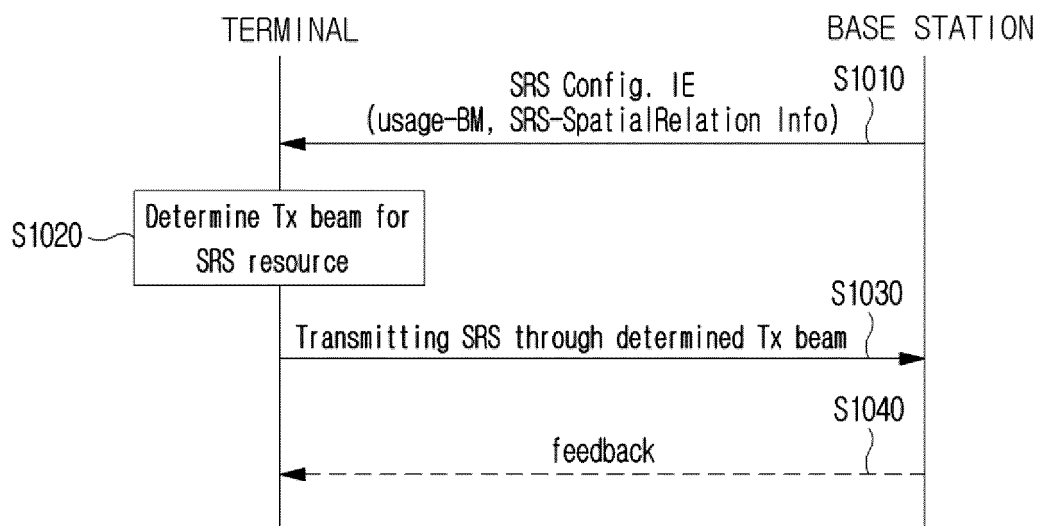 TERMINAL
BASE STATION
SRS Config. IE
(usage-BM, SRS-SpatialRelation Info)
S1010
S1020
Determine Tx beam for
SRS resource
S1030
Transmitting SRS through determined Tx beam
S1040
feedback